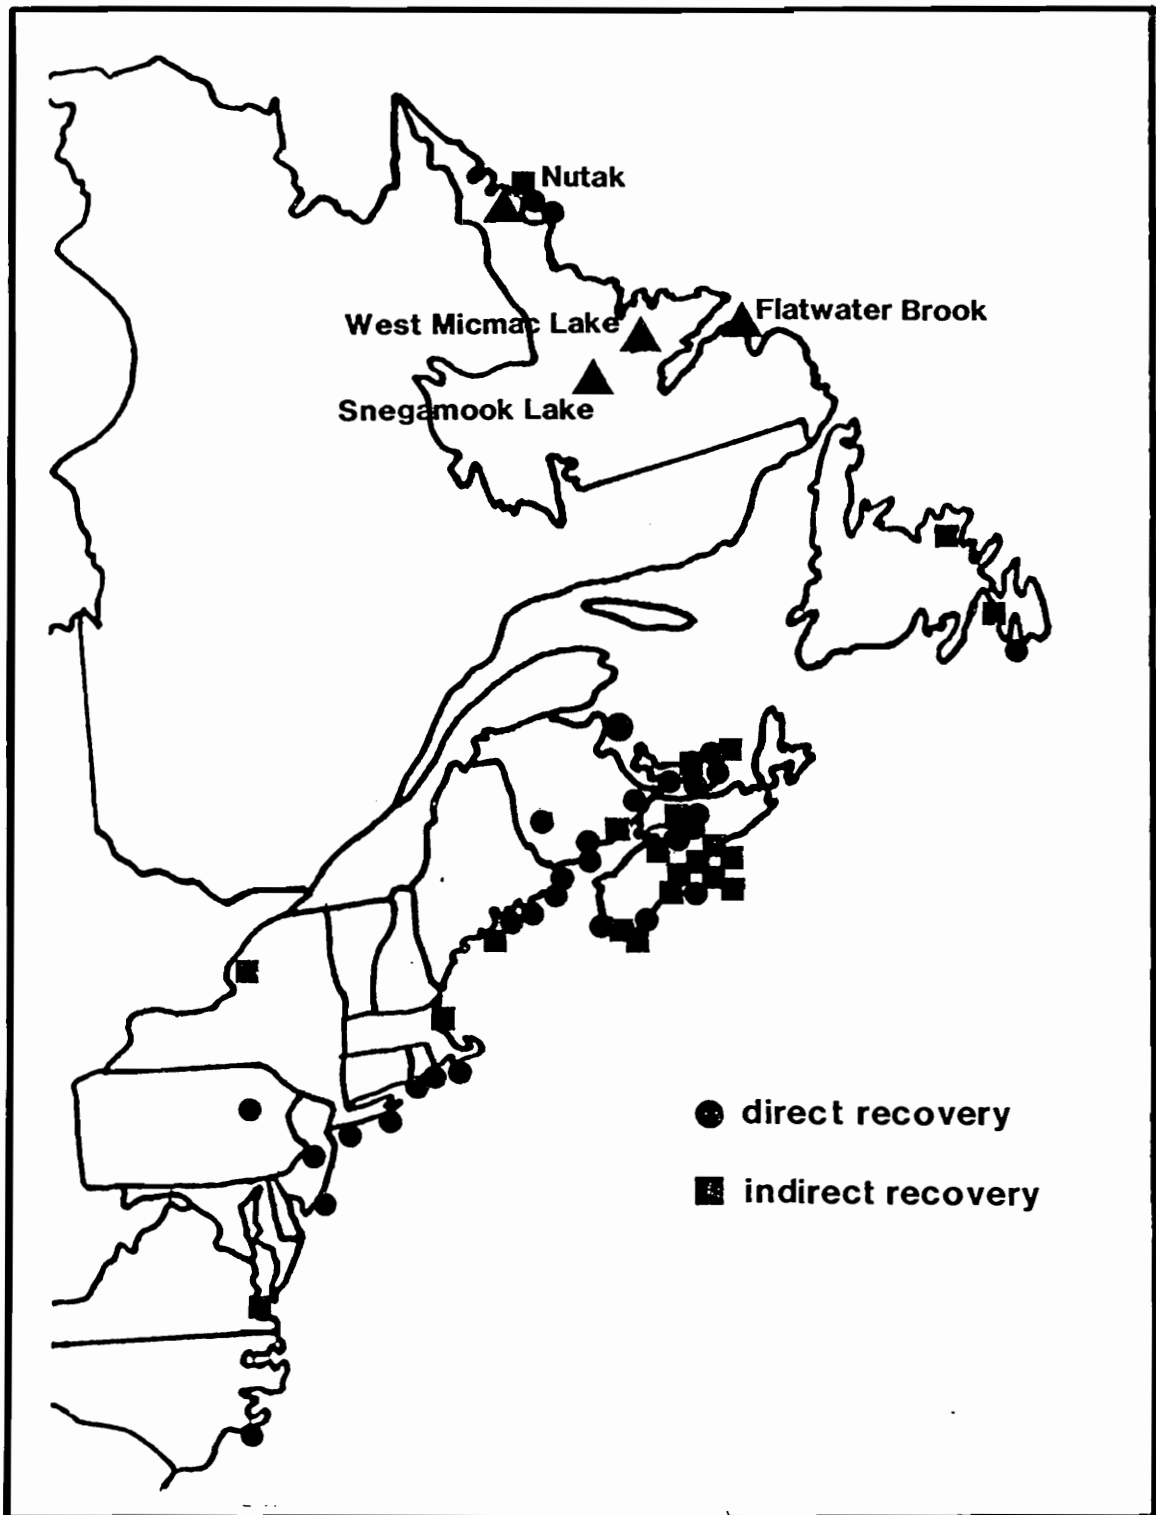 Nutak
Flatwater Brook
West Micmac Lake
Snegamook Lake
direct recovery
indirect recovery